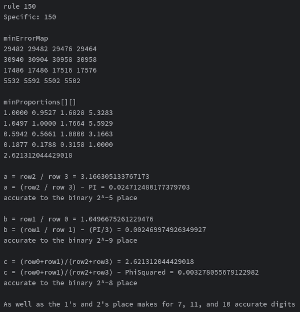 rule 150
Specific: 150
minErrorMap
29482 29482 29476 29464
30940 30904 30958 30958
17486 17486 17516 17576
5532 5592 5502 5502
minProportions[][]
1.0000 0.9527 1.6828 5.3283
1.0497 1.0000 1.7664 5.5929
0.5942 0.5661 1.0000 3.1663
0.1877 0.1788 0.3158 1.0000
2.621312044429018
a = row2 / row 3 = 3.166305133767173
a = (row2 / row 3) - PI = 0.024712480177379703
accurate to the binary 2^-5 place
b = row1 / row 0 = 1.0496675261229476
b = (row1 / row 1) - (PI/3) = 0.002469974926349927
accurate to the binary 2^-9 place
c = (row0+row1)/(row2+row3) = 2.621312044429018
c = (row0+row1)/(row2+row3) - PhiSquared = 0.003278055679122982
accurate to the binary 2^-8 place
As well as the 1's and 2's place makes for 7, 11, and 10 accurate digits